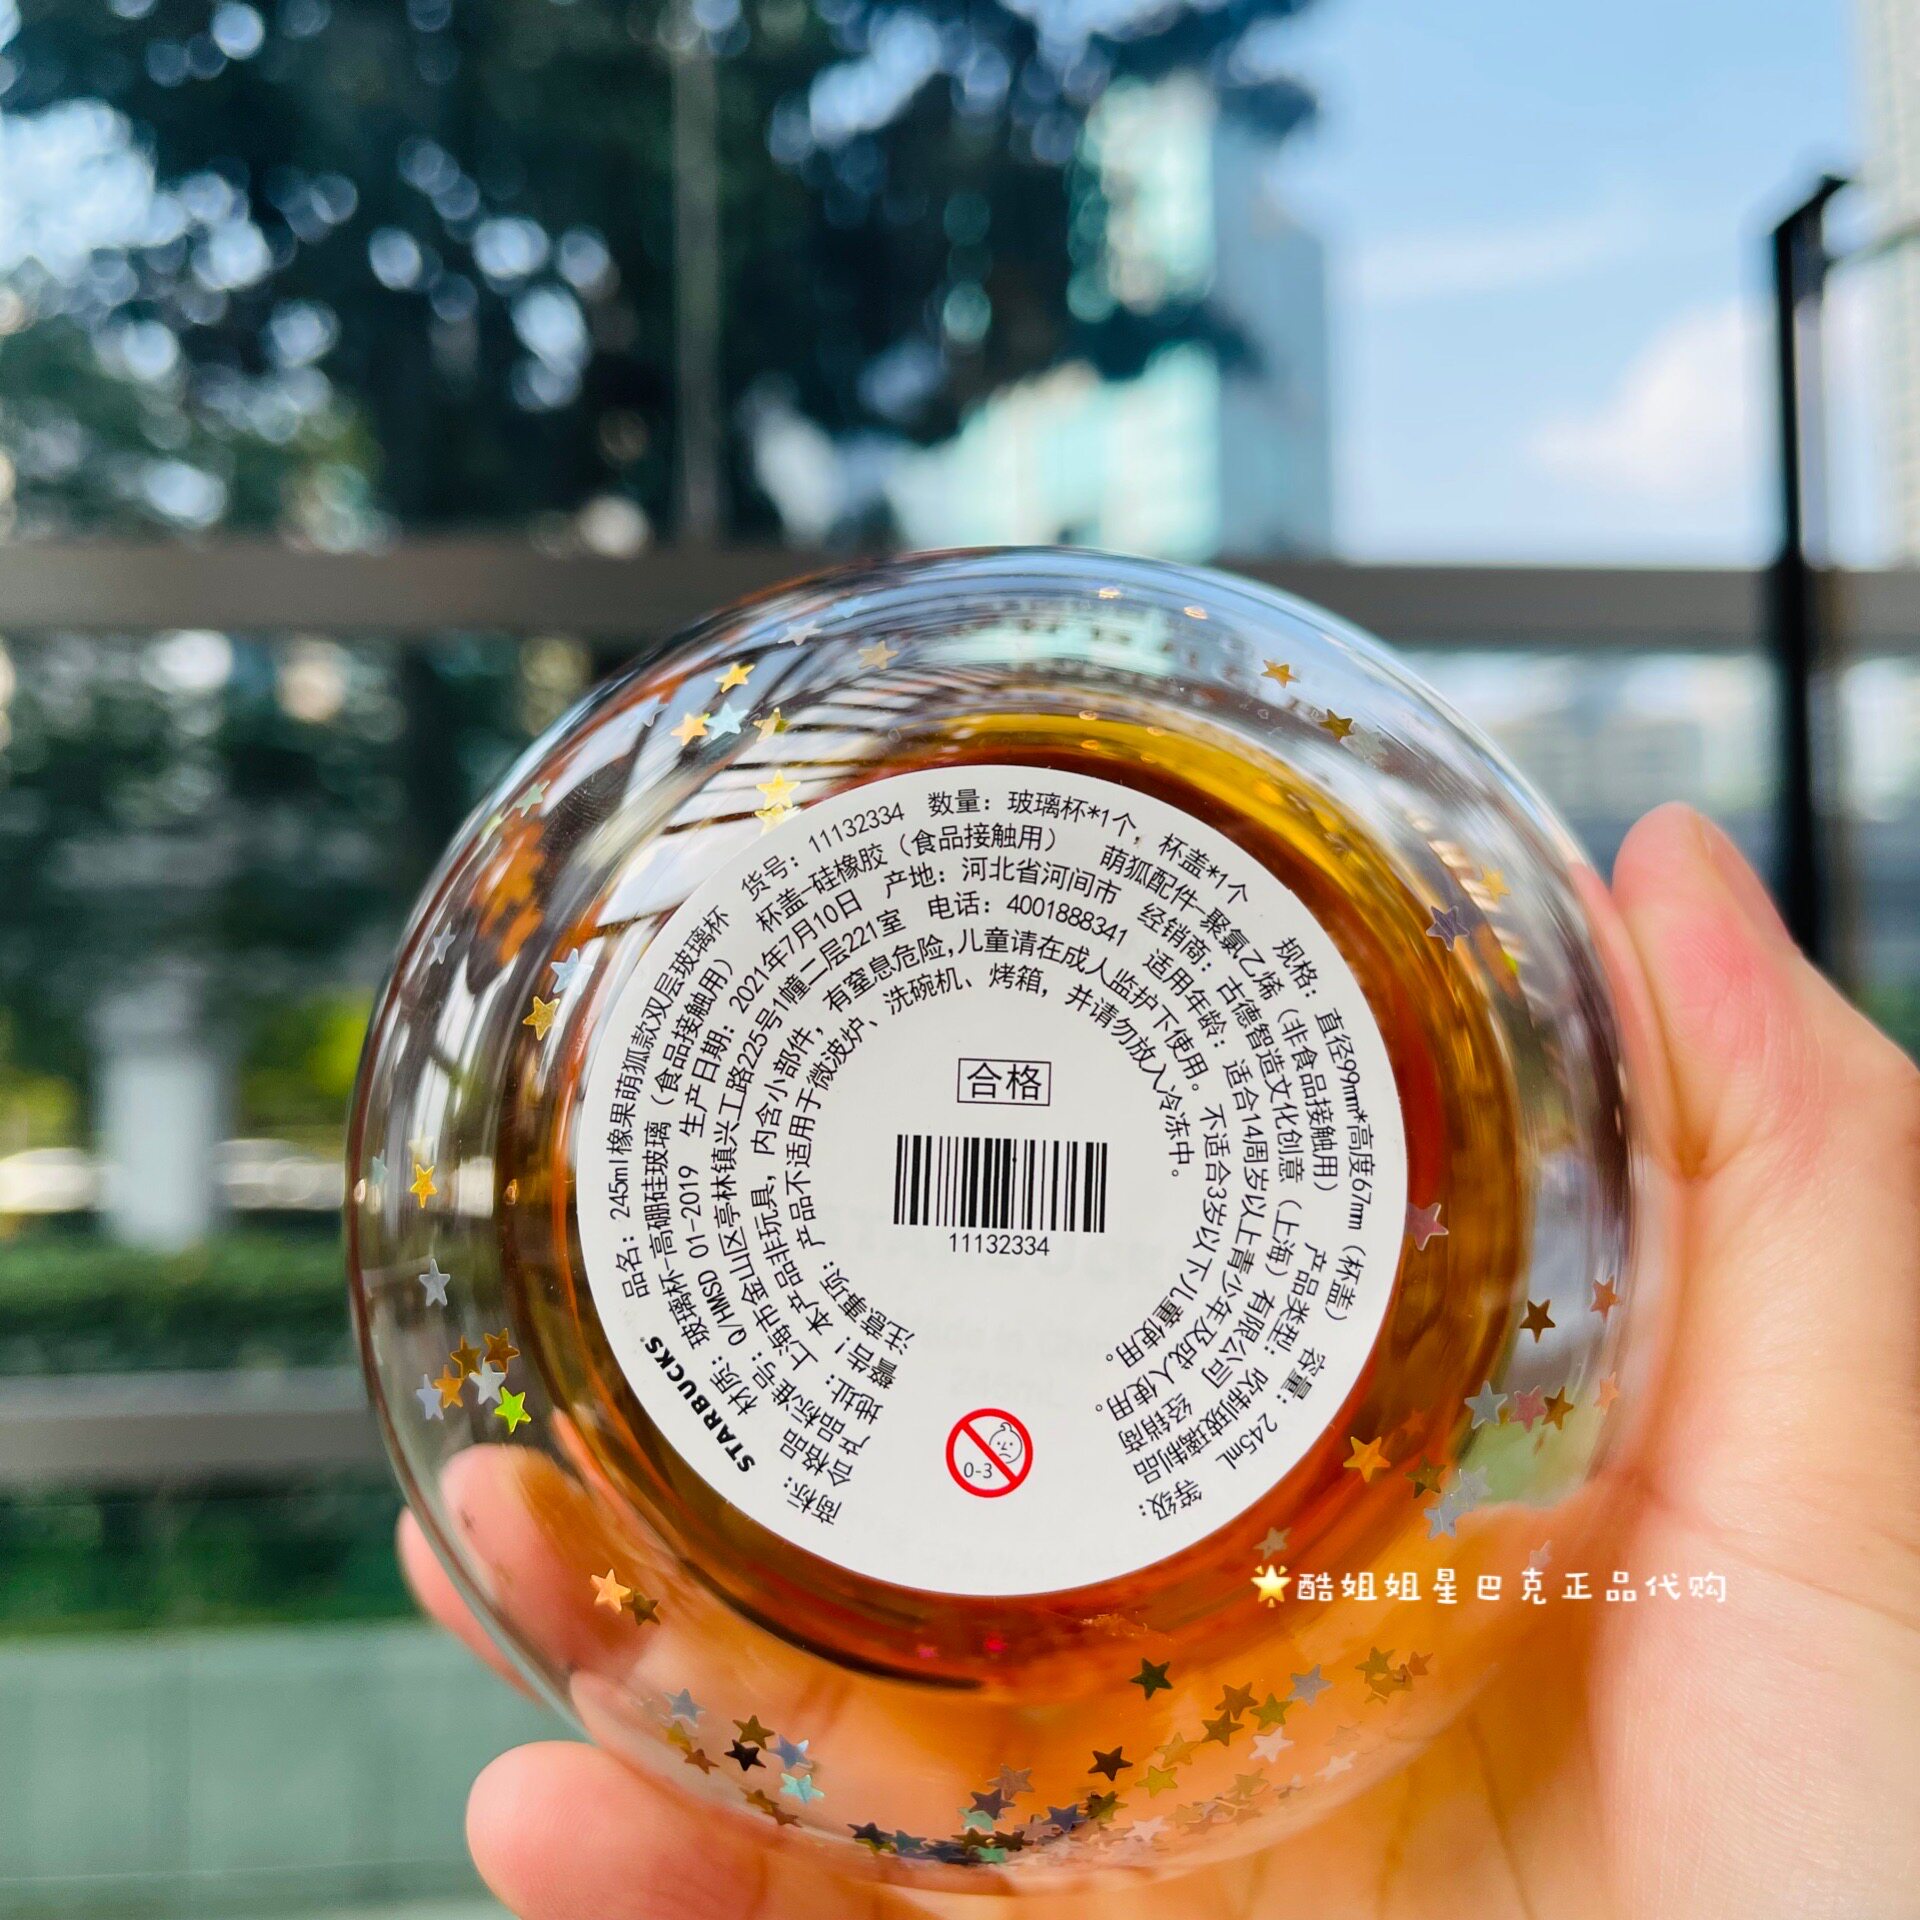 品名：245ml橡果萌狐款双层玻璃杯 货号：11132334 数量：玻璃杯*1个，杯盖*1个 规格：直径99mm*高度67mm（杯盖） 容量：245mL
材质：玻璃杯-高硼硅玻璃（食品接触用） 杯盖-硅橡胶（食品接触用） 萌狐配件-聚氯乙烯（非食品接触用） 产品类型：吹制玻璃制品 等级：
合格品 产品标准号：Q/HMSD 01-2019 生产日期：2021年7月10日 产地：河北省河间市 经销商：古德智造文化创意（上海）有限公司 经销商
地址：上海市金山区亭林镇兴工路225号1幢二层221室 电话：4001888341 适用年龄：适合14周岁以上青少年及成人使用。
警告！本产品非玩具，内含小部件，有窒息危险,儿童请在成人监护下使用。不适合3岁以下儿童使用。
注意事项：产品不适用于微波炉、洗碗机、烤箱，并请勿放入冷冻中。
商标：STARBUCKS
合格
11132334
0-3
酷姐姐星巴克正品代购